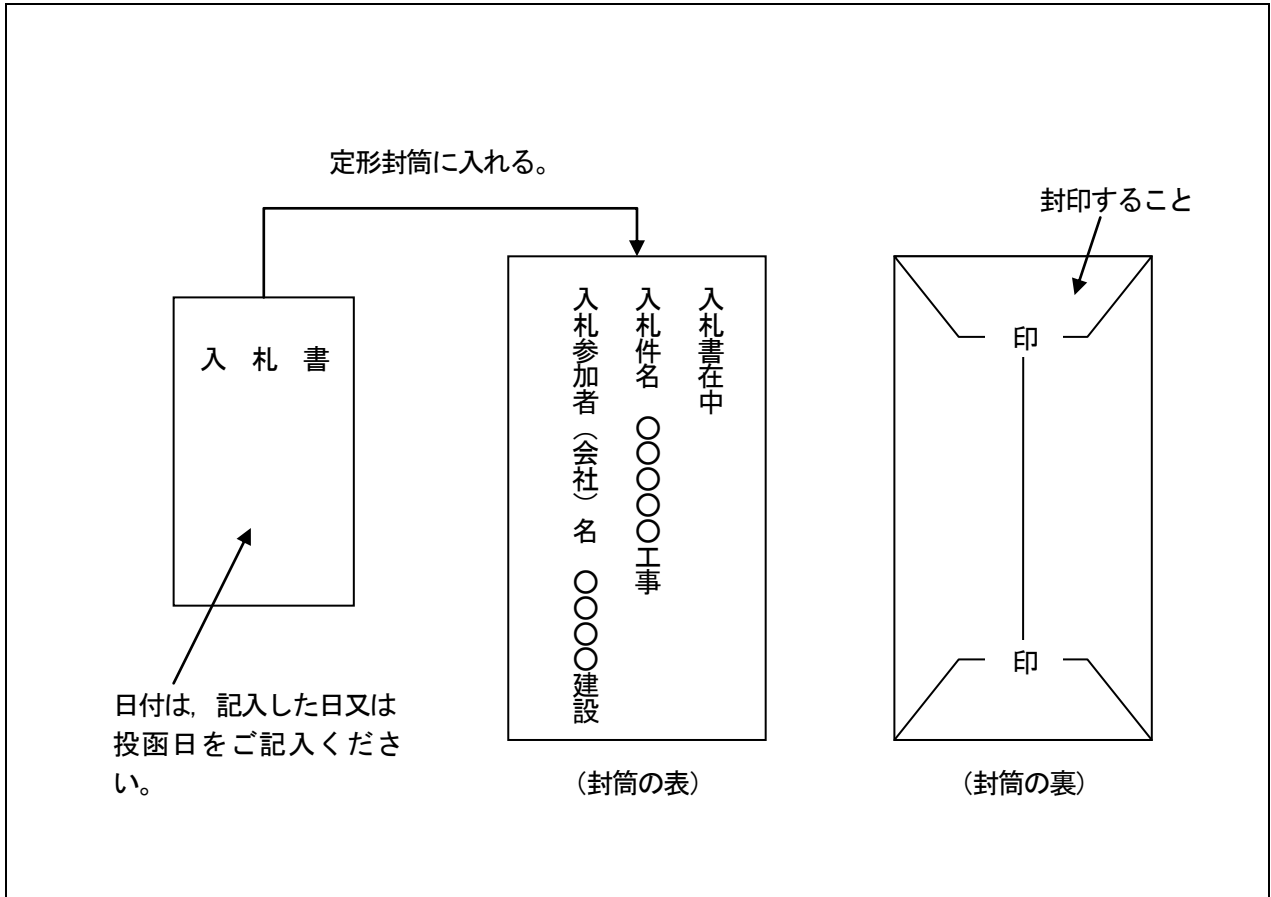 定形封筒に入れる。
封印すること
入 札 書
入札書在中
入札件名 〇〇〇〇〇工事
入札参加者（会社）名 〇〇〇〇建設
印
印
日付は，記入した日又は
投函日をご記入くださ
い。
（封筒の表）
（封筒の裏）